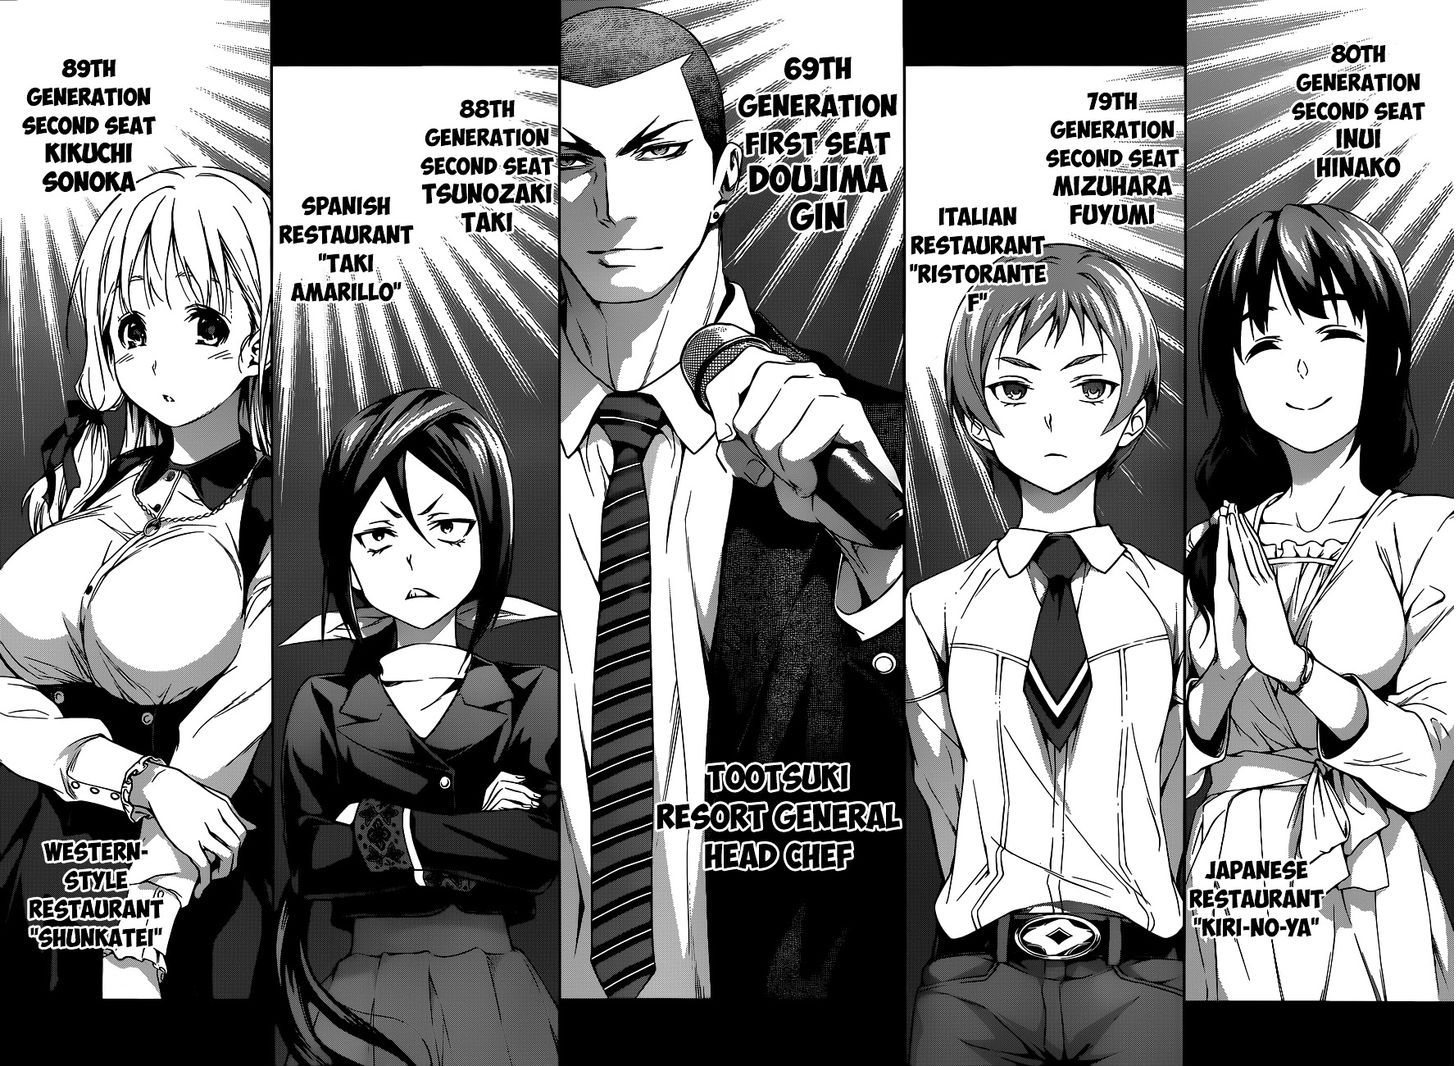 89TH
GENERATION
SECOND SEAT
KIKUCHI
SONOKA
WESTERN-
STYLE
RESTAURANT
"SHUNKATEI"
88TH
GENERATION
SECOND SEAT
TSUNOZAKI
TAKI
SPANISH
RESTAURANT
"TAKI
AMARILLO"
69TH
GENERATION
FIRST SEAT
DOUJIMA
GIN
TOOTSUKI
RESORT GENERAL
HEAD CHEF
79TH
GENERATION
SECOND SEAT
MIZUHARA
FUYUMI
ITALIAN
RESTAURANT
"RISTORANTE
F"
80TH
GENERATION
SECOND SEAT
INUI
HINAKO
JAPANESE
RESTAURANT
"KIRI-NO-YA"